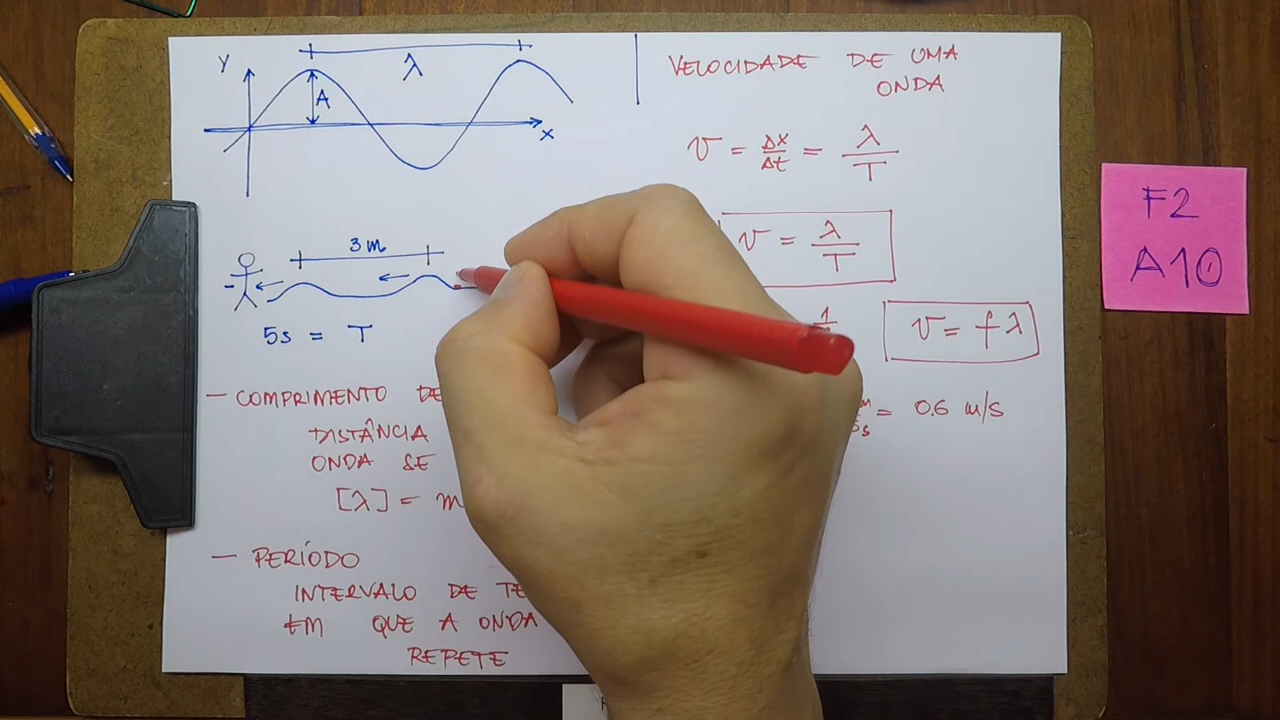 Y
λ
A
X
3 m
5s = T
— COMPRIMENTO DE
DISTÂNCIA
ONDA SE
[λ] = m
— PERÍODO
INTERVALO DE TE
EM QUE A ONDA
REPETE
VELOCIDADE DE UMA
ONDA
v = Δx/Δt = λ/T
v = λ/T
v = f λ
= 0.6 m/s
F2
A10